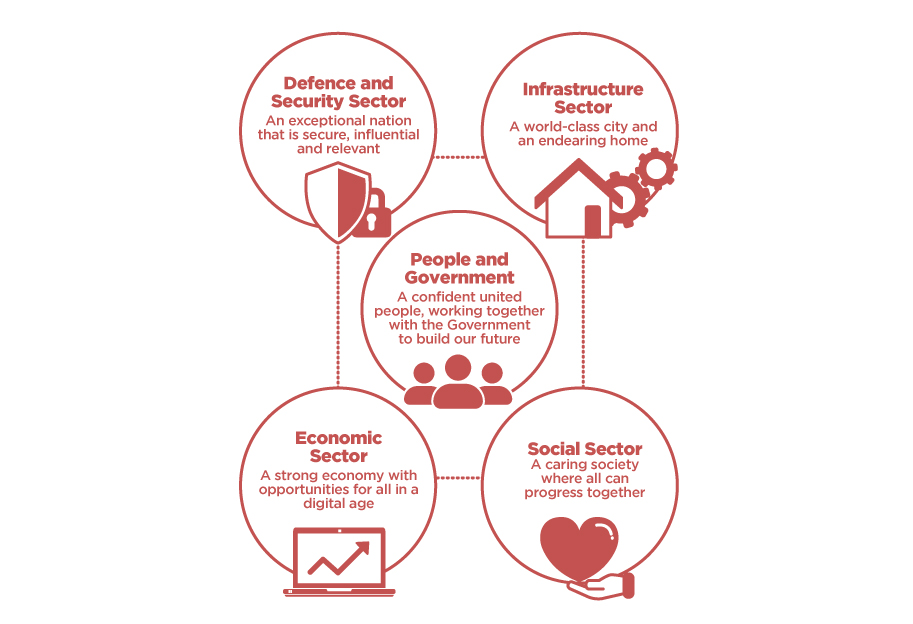 Defence and
Security Sector
An exceptional nation
that is secure, influential
and relevant
Infrastructure
Sector
A world-class city and
an endearing home
People and
Government
A confident united
people, working together
with the Government
to build our future
Economic
Sector
A strong economy with
opportunities for all in a
digital age
Social Sector
A caring society
where all can
progress together